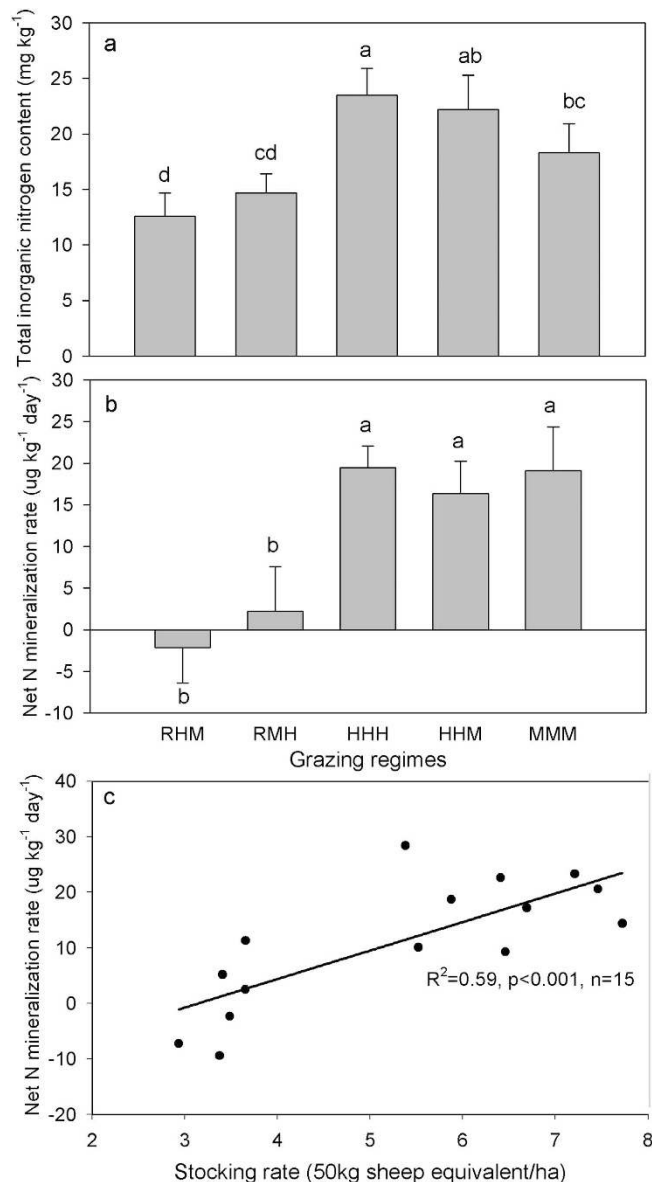 a
Total inorganic nitrogen content (mg kg⁻¹)
30
25
20
15
10
5
0
d
cd
a
ab
bc
b
Net N mineralization rate (ug kg⁻¹ day⁻¹)
30
25
20
15
10
5
0
-5
-10
b
b
a
a
a
RHM RMH HHH HHM MMM
Grazing regimes
c
Net N mineralization rate (ug kg⁻¹ day⁻¹)
40
30
20
10
0
-10
-20
R²=0.59, p<0.001, n=15
2 3 4 5 6 7 8
Stocking rate (50kg sheep equivalent/ha)